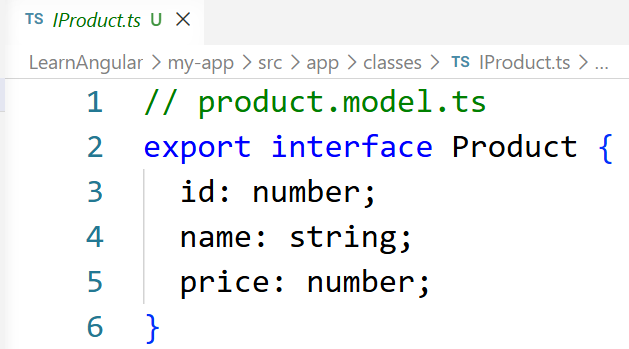 TS IProduct.ts U ×
LearnAngular > my-app > src > app > classes > TS IProduct.ts > ...
1 // product.model.ts
2 export interface Product {
3 id: number;
4 name: string;
5 price: number;
6 }